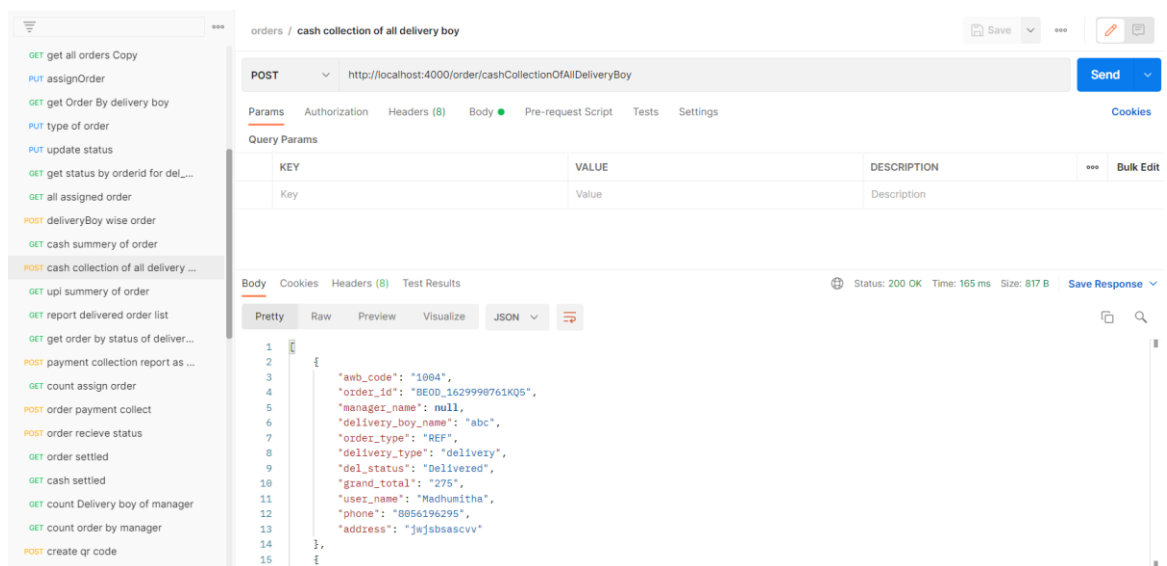 orders / cash collection of all delivery boy
Save
GET get all orders Copy
PUT assignOrder
GET get Order By delivery boy
PUT type of order
PUT update status
GET get status by orderid for del_...
GET all assigned order
POST deliveryBoy wise order
GET cash summery of order
POST cash collection of all delivery ...
GET upi summery of order
GET report delivered order list
GET get order by status of deliver...
POST payment collection report as ...
GET count assign order
POST order payment collect
POST order recieve status
GET order settled
GET cash settled
GET count Delivery boy of manager
GET count order by manager
POST create qr code
POST http://localhost:4000/order/cashCollectionOfAllDeliveryBoy Send
Params Authorization Headers (8) Body Pre-request Script Tests Settings Cookies
Query Params
KEY VALUE DESCRIPTION Bulk Edit
Key Value Description
Body Cookies Headers (8) Test Results Status: 200 OK Time: 165 ms Size: 817 B Save Response
Pretty Raw Preview Visualize JSON
1 [
2 {
3 "awb_code": "1004",
4 "order_id": "BEOD_1629990761KQ5",
5 "manager_name": null,
6 "delivery_boy_name": "abc",
7 "order_type": "REF",
8 "delivery_type": "delivery",
9 "del_status": "Delivered",
10 "grand_total": "275",
11 "user_name": "Madhumitha",
12 "phone": "8056196295",
13 "address": "jwjsbsascvv"
14 },
15 {